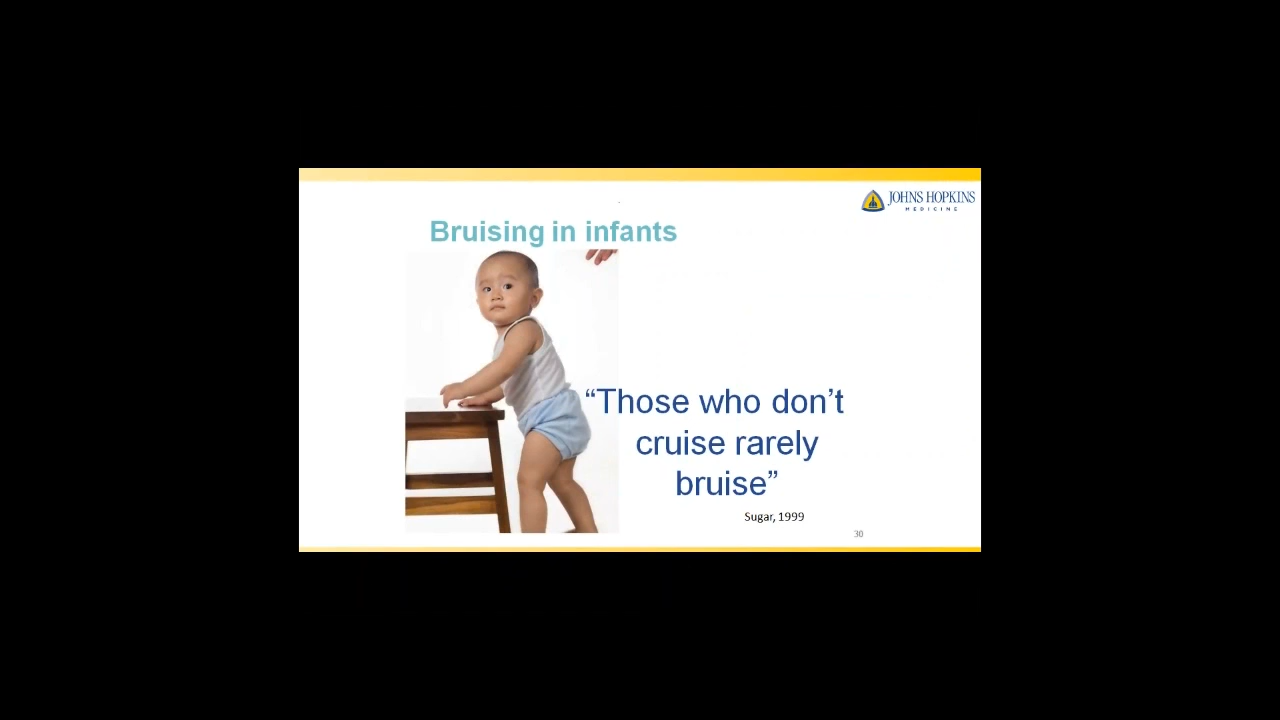 JOHNS HOPKINS
MEDICINE
Bruising in infants
“Those who don’t
cruise rarely
bruise”
Sugar, 1999
30